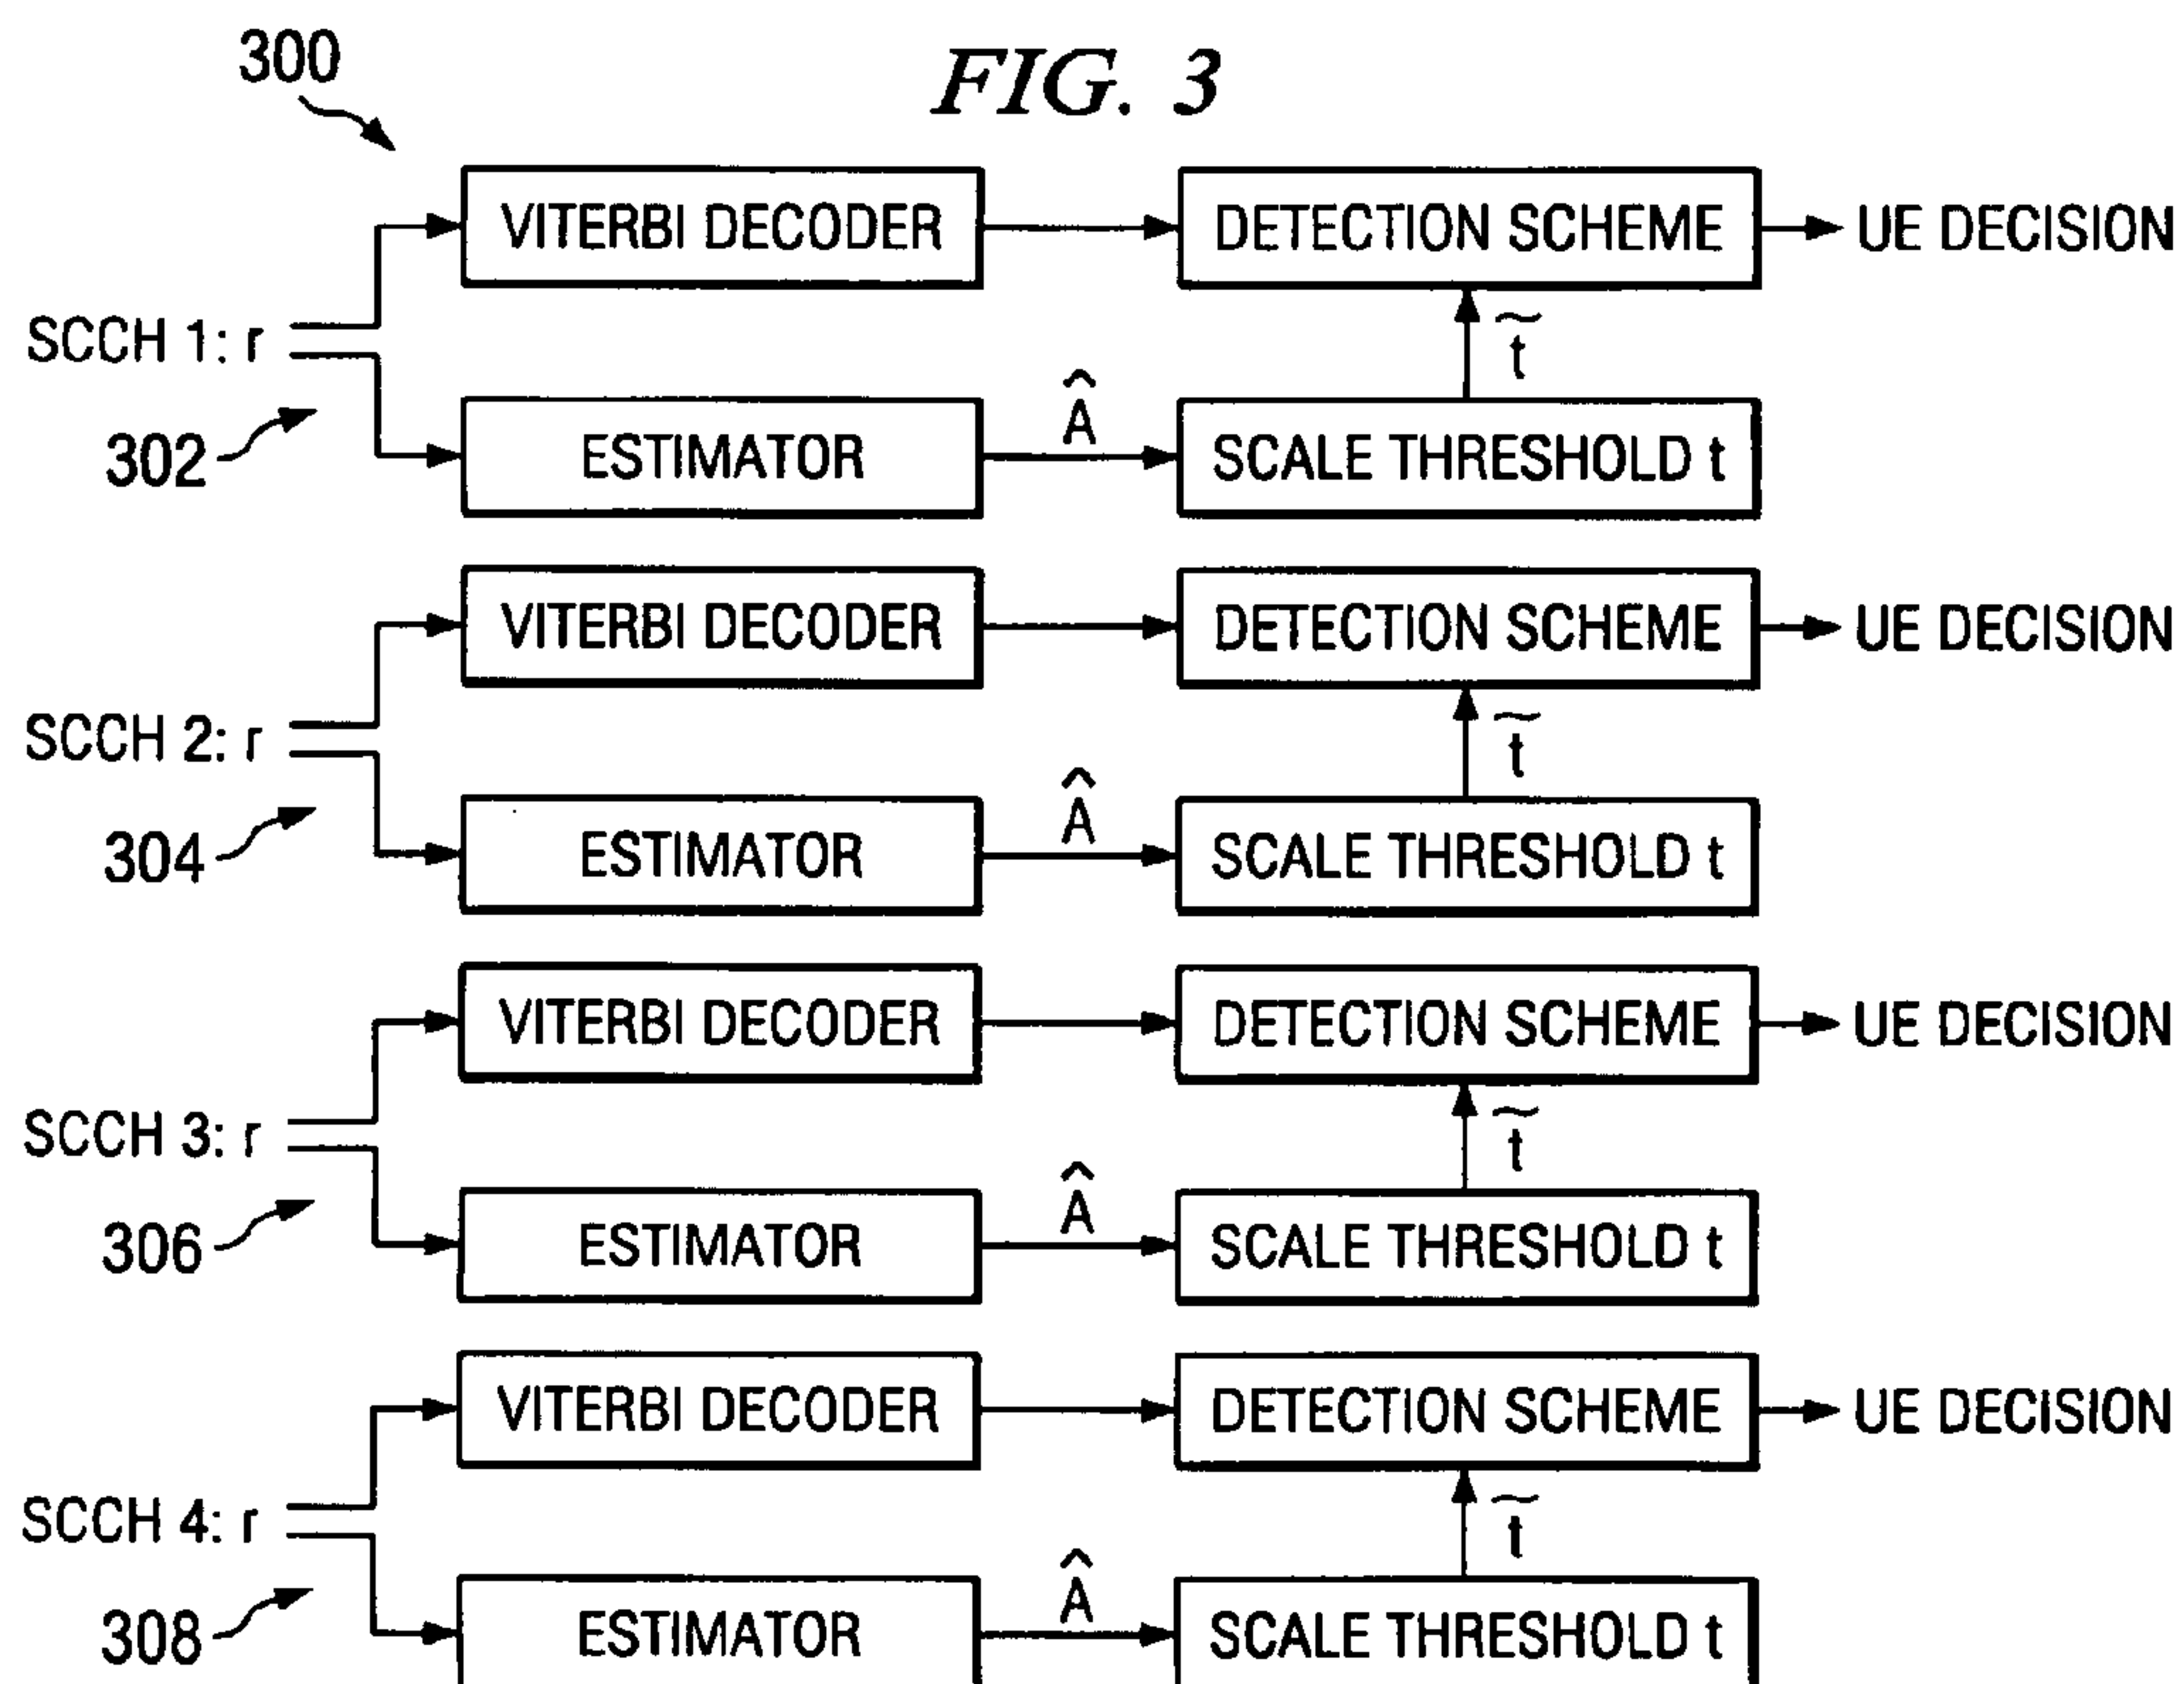 300
FIG. 3
VITERBI DECODER
DETECTION SCHEME
UE DECISION
SCCH 1: r
t̃
302
ESTIMATOR
Â
SCALE THRESHOLD t
VITERBI DECODER
DETECTION SCHEME
UE DECISION
SCCH 2: r
t̃
304
ESTIMATOR
Â
SCALE THRESHOLD t
VITERBI DECODER
DETECTION SCHEME
UE DECISION
SCCH 3: r
t̃
306
ESTIMATOR
Â
SCALE THRESHOLD t
VITERBI DECODER
DETECTION SCHEME
UE DECISION
SCCH 4: r
t̃
308
ESTIMATOR
Â
SCALE THRESHOLD t